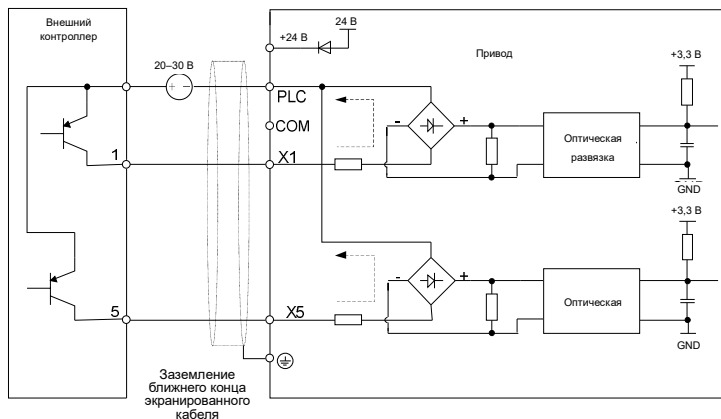 Внешний
контроллер
20–30 В
+ −
1
5
Заземление
ближнего конца
экранированного
кабеля
24 В
+24 В
Привод
PLC
COM
X1
X5
- +
Оптическая
развязка
+3,3 В
GND
- +
Оптическая
+3,3 В
GND